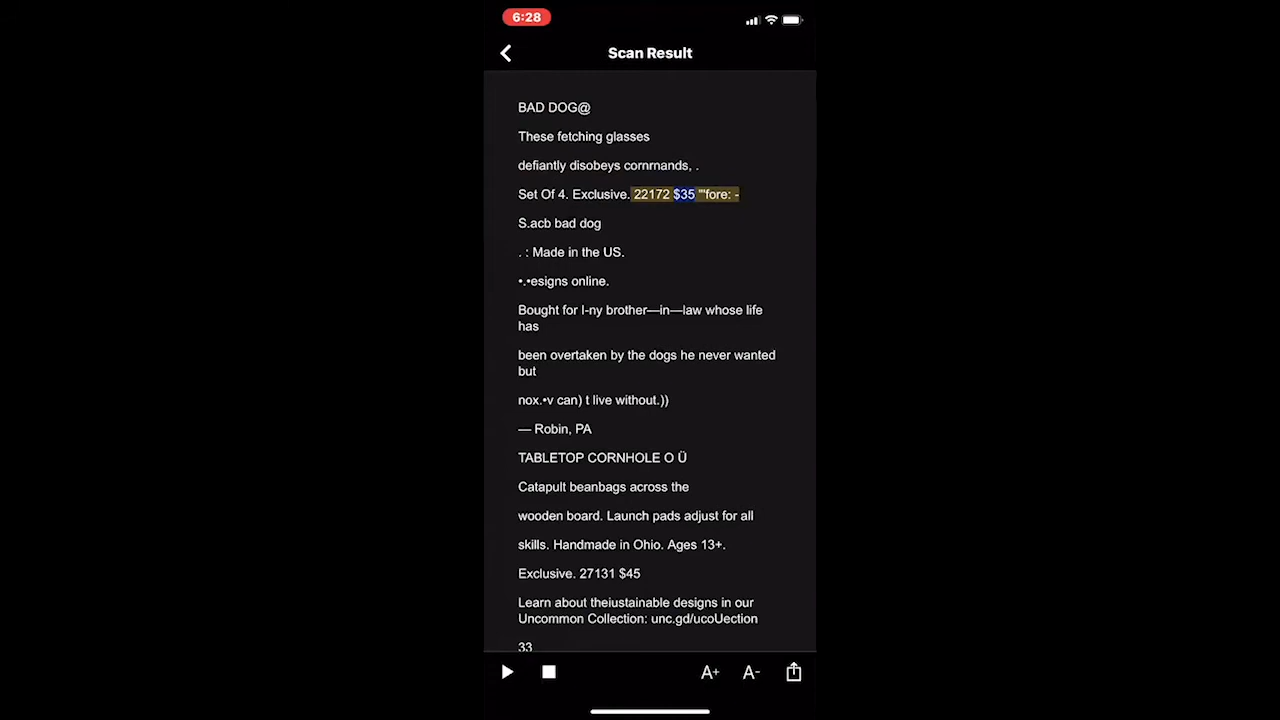 6:28
Scan Result
BAD DOG@
These fetching glasses
defiantly disobeys cornrnands, .
Set Of 4. Exclusive. 22172 $35 "'fore: -
S.acb bad dog
. : Made in the US.
•.•esigns online.
Bought for I-ny brother—in—law whose life
has
been overtaken by the dogs he never wanted
but
nox.•v can) t live without.))
— Robin, PA
TABLETOP CORNHOLE O Ü
Catapult beanbags across the
wooden board. Launch pads adjust for all
skills. Handmade in Ohio. Ages 13+.
Exclusive. 27131 $45
Learn about theiustainable designs in our
Uncommon Collection: unc.gd/ucoUection
33
A+ A-